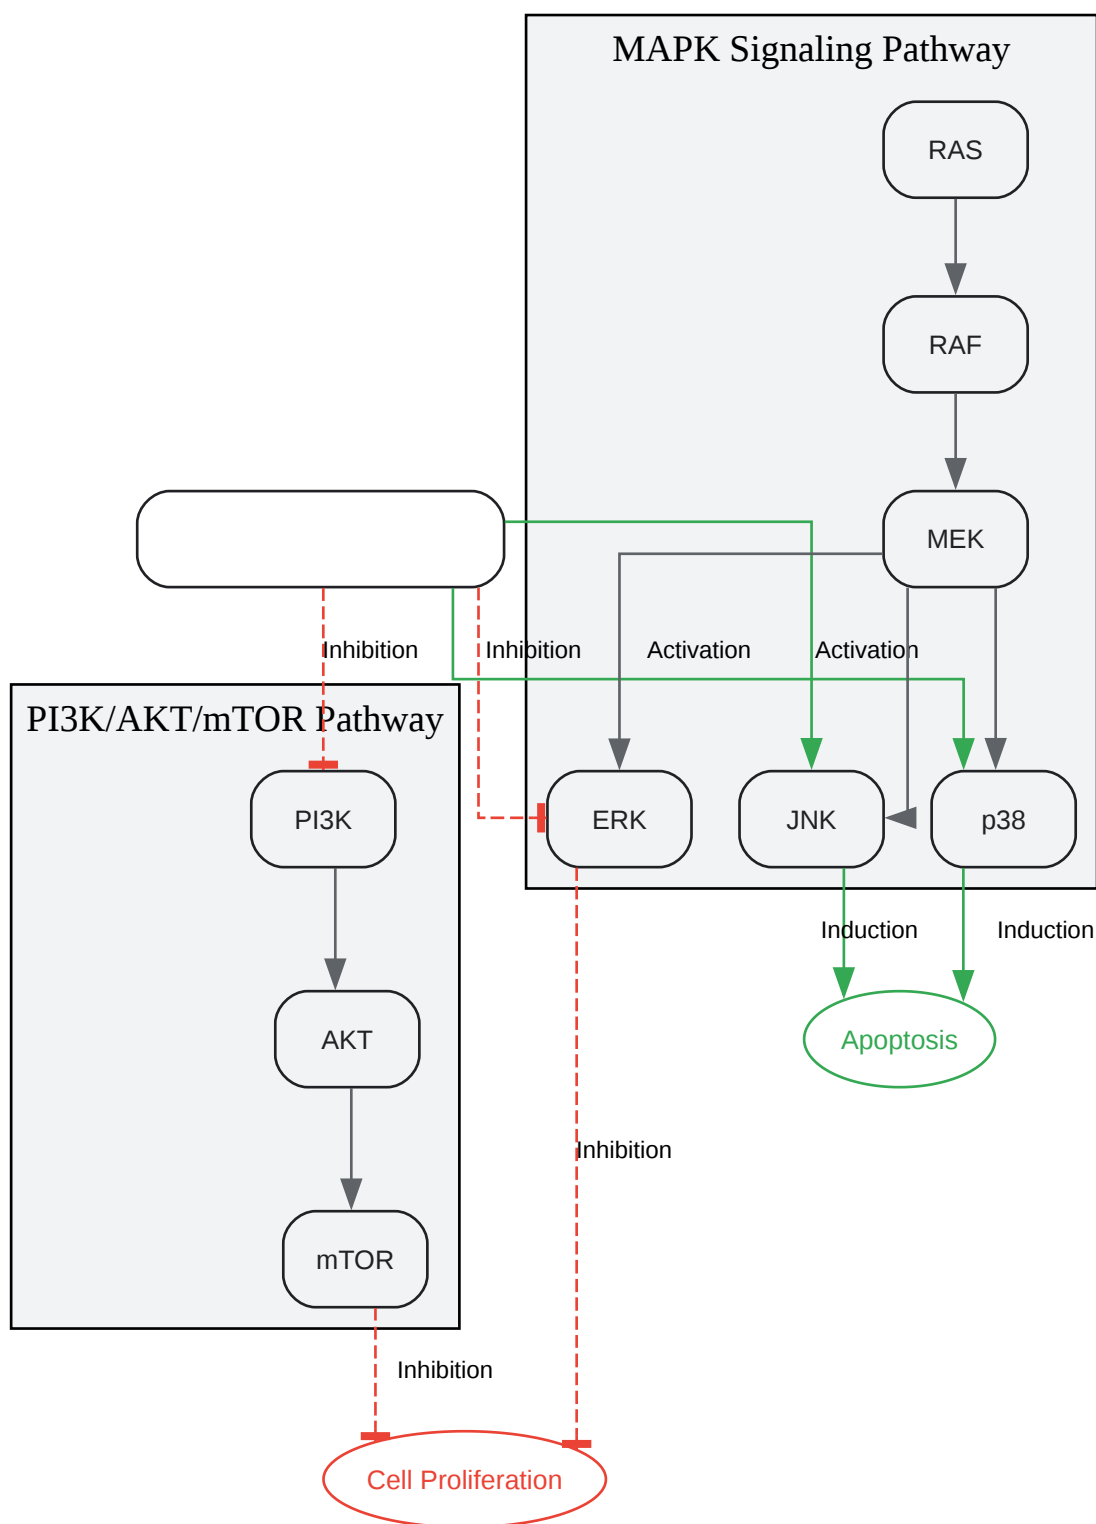 MAPK Signaling Pathway
RAS
RAF
MEK
Inhibition
Inhibition
Activation
Activation
PI3K/AKT/mTOR Pathway
PI3K
ERK
JNK
p38
Induction
Induction
AKT
Apoptosis
Inhibition
mTOR
Inhibition
Cell Proliferation